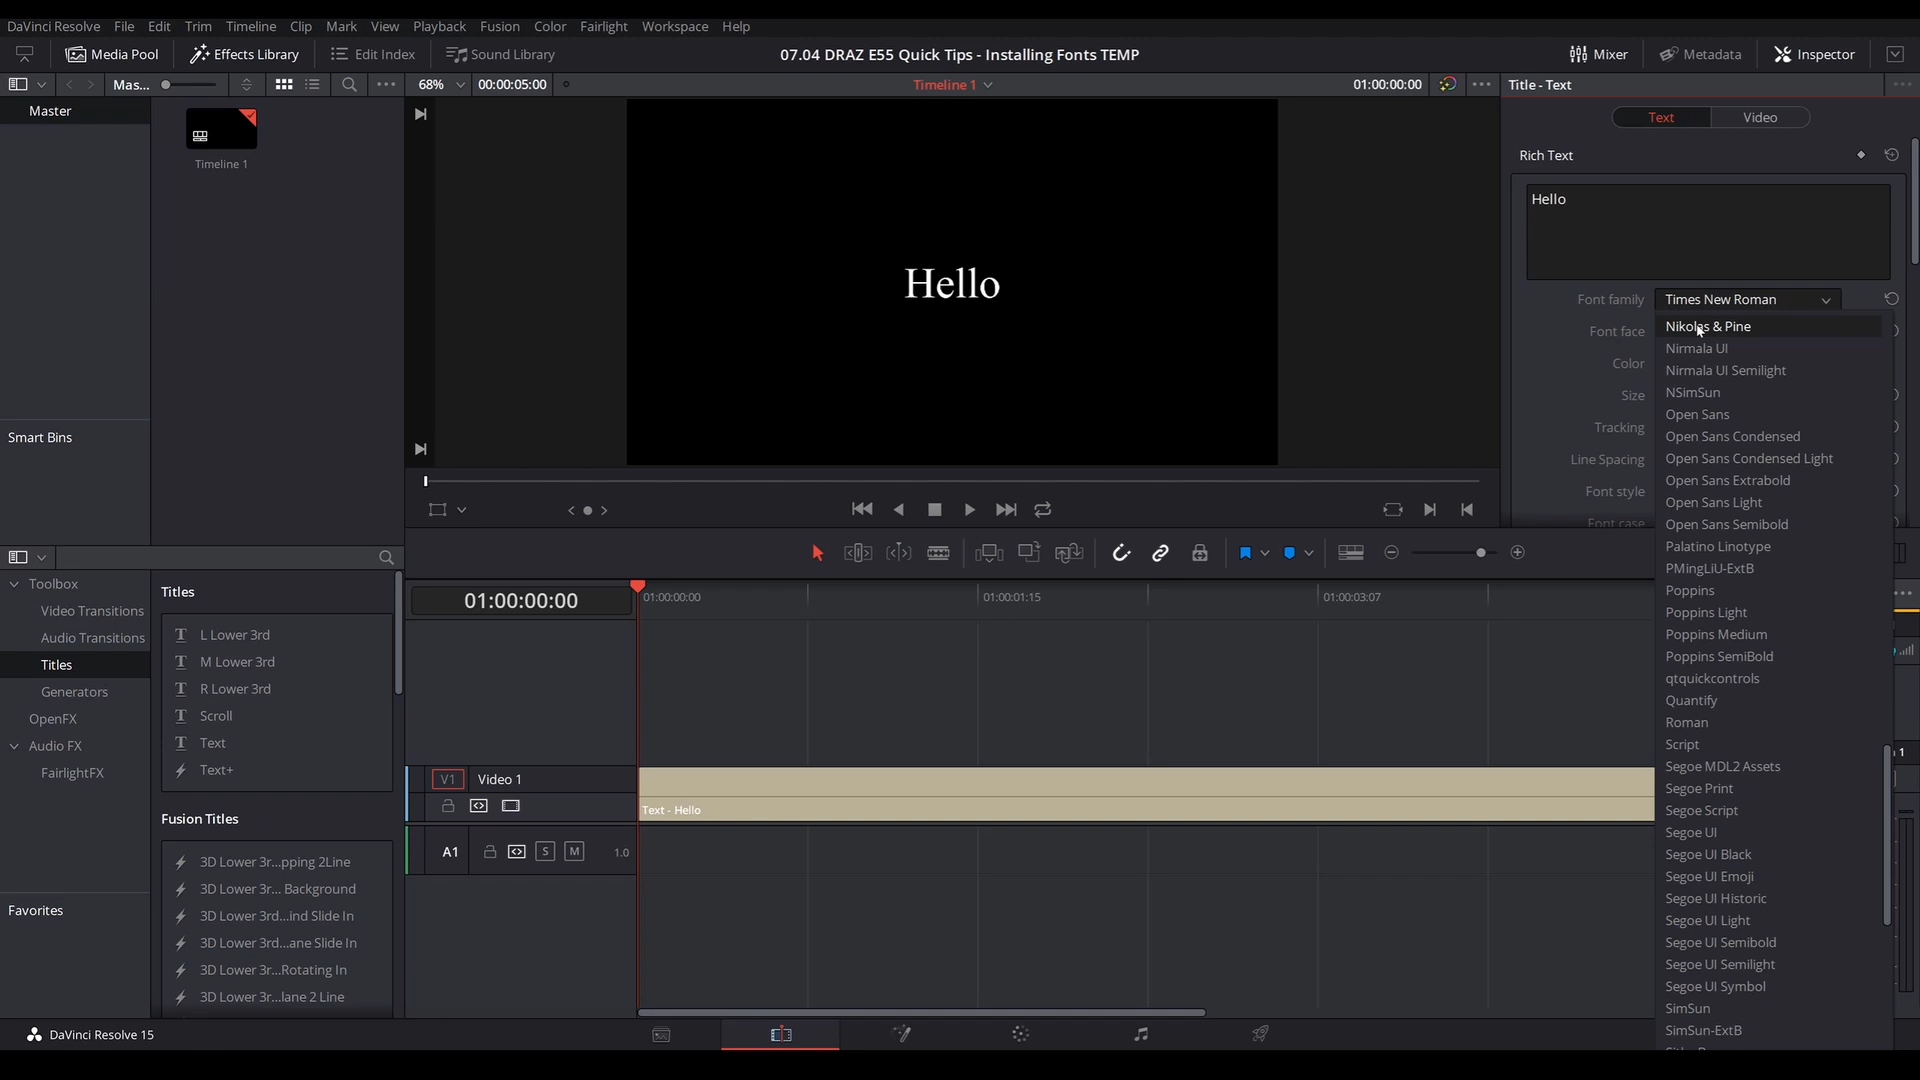 DaVinci Resolve File Edit Trim Timeline Clip Mark View Playback Fusion Color Fairlight Workspace Help
Media Pool Effects Library Edit Index Sound Library 07.04 DRAZ E55 Quick Tips - Installing Fonts TEMP Mixer Metadata Inspector
Mas... 68% 00:00:05:00 Timeline 1 01:00:00:00 Title - Text
Master
Timeline 1
Smart Bins
Hello
Text Video
Rich Text
Hello
Font family Times New Roman
Font face
Color
Size
Tracking
Line Spacing
Font style
Font case
Nikolas & Pine
Nirmala UI
Nirmala UI Semilight
NSimSun
Open Sans
Open Sans Condensed
Open Sans Condensed Light
Open Sans Extrabold
Open Sans Light
Open Sans Semibold
Palatino Linotype
PMingLiU-ExtB
Poppins
Poppins Light
Poppins Medium
Poppins SemiBold
qtquickcontrols
Quantify
Roman
Script
Segoe MDL2 Assets
Segoe Print
Segoe Script
Segoe UI
Segoe UI Black
Segoe UI Emoji
Segoe UI Historic
Segoe UI Light
Segoe UI Semibold
Segoe UI Semilight
Segoe UI Symbol
SimSun
SimSun-ExtB
Toolbox
Video Transitions
Audio Transitions
Titles
Generators
OpenFX
Audio FX
FairlightFX
Favorites
Titles
L Lower 3rd
M Lower 3rd
R Lower 3rd
Scroll
Text
Text+
Fusion Titles
3D Lower 3r...pping 2Line
3D Lower 3r... Background
3D Lower 3rd...ind Slide In
3D Lower 3rd...ane Slide In
3D Lower 3r...Rotating In
3D Lower 3r...lane 2 Line
01:00:00:00 01:00:00:00 01:00:01:15 01:00:03:07
V1 Video 1
Text - Hello
A1 S M 1.0
1
DaVinci Resolve 15